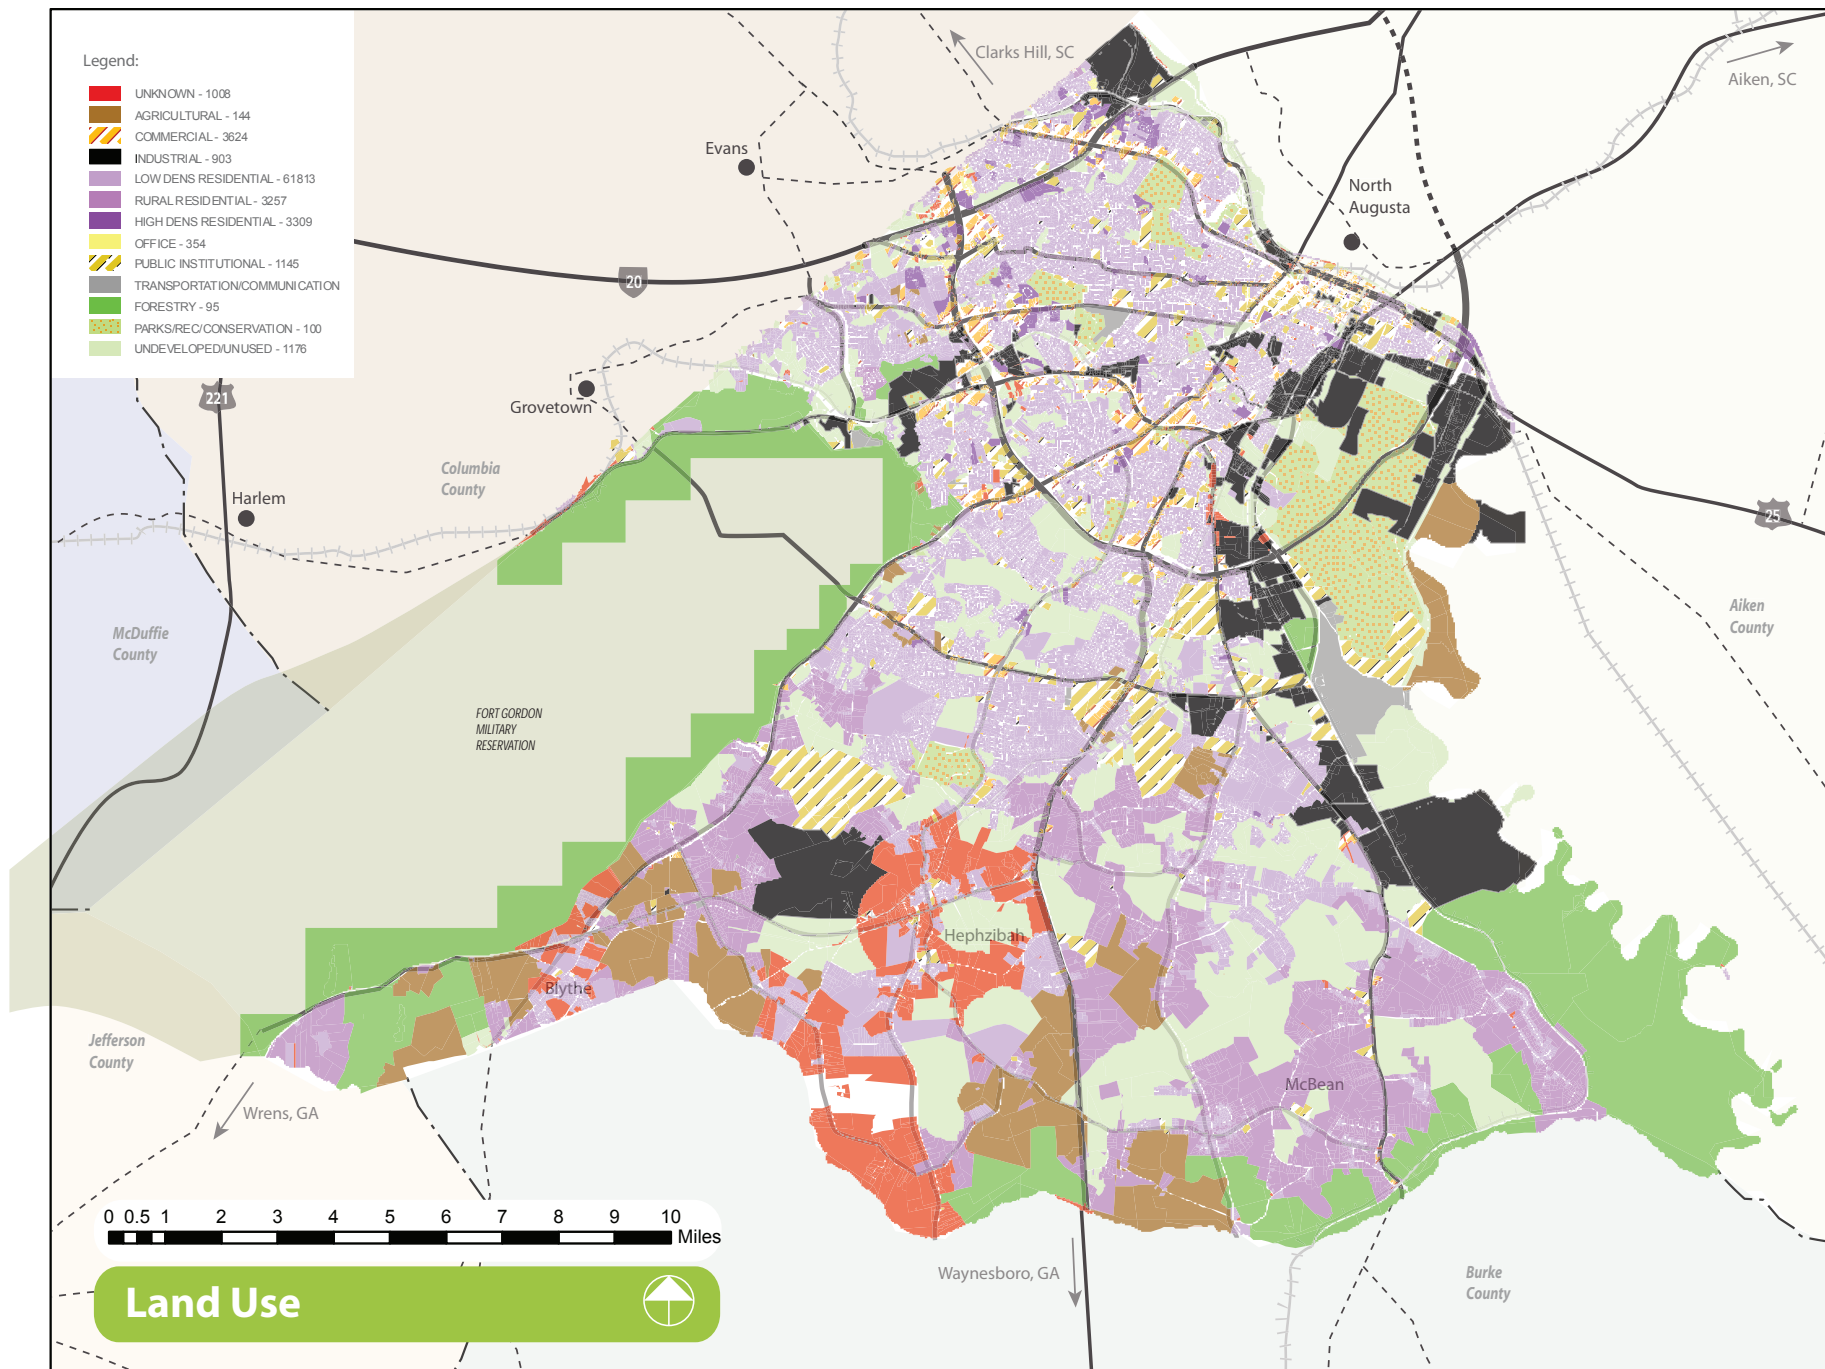 Legend:
UNKNOWN - 1008
AGRICULTURAL - 144
COMMERCIAL - 3624
INDUSTRIAL - 903
LOW DENS RESIDENTIAL - 61813
RURAL RESIDENTIAL - 3257
HIGH DENS RESIDENTIAL - 3309
OFFICE - 354
PUBLIC INSTITUTIONAL - 1145
TRANSPORTATION/COMMUNICATION
FORESTRY - 95
PARKS/REC/CONSERVATION - 100
UNDEVELOPED/UNUSED - 1176
Clarks Hill, SC
Aiken, SC
Evans
North
Augusta
20
221
Grovetown
Columbia
County
Harlem
25
McDuffie
County
Aiken
County
FORT GORDON
MILITARY
RESERVATION
Hephzibah
Blythe
Jefferson
County
McBean
Wrens, GA
0 0.5 1 2 3 4 5 6 7 8 9 10
Miles
Waynesboro, GA
Burke
County
Land Use